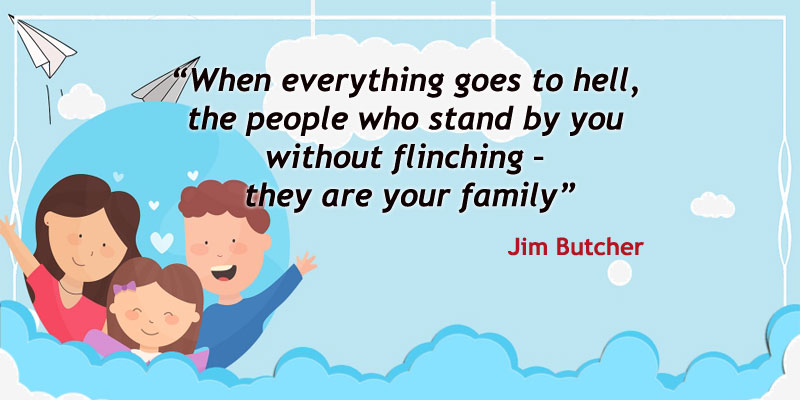 “When everything goes to hell,
the people who stand by you
without flinching –
they are your family”
Jim Butcher